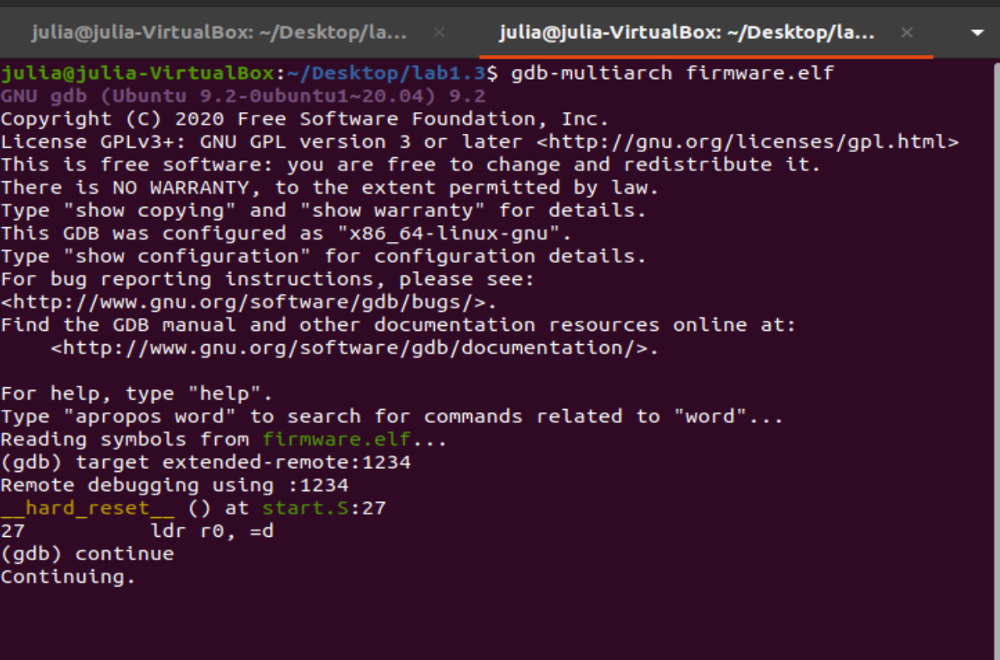 julia@julia-VirtualBox: ~/Desktop/la... ×
julia@julia-VirtualBox: ~/Desktop/la... ×
julia@julia-VirtualBox:~/Desktop/lab1.3$ gdb-multiarch firmware.elf
GNU gdb (Ubuntu 9.2-0ubuntu1~20.04) 9.2
Copyright (C) 2020 Free Software Foundation, Inc.
License GPLv3+: GNU GPL version 3 or later <http://gnu.org/licenses/gpl.html>
This is free software: you are free to change and redistribute it.
There is NO WARRANTY, to the extent permitted by law.
Type "show copying" and "show warranty" for details.
This GDB was configured as "x86_64-linux-gnu".
Type "show configuration" for configuration details.
For bug reporting instructions, please see:
<http://www.gnu.org/software/gdb/bugs/>.
Find the GDB manual and other documentation resources online at:
    <http://www.gnu.org/software/gdb/documentation/>.

For help, type "help".
Type "apropos word" to search for commands related to "word"...
Reading symbols from firmware.elf...
(gdb) target extended-remote:1234
Remote debugging using :1234
__hard_reset__ () at start.S:27
27          ldr r0, =d
(gdb) continue
Continuing.